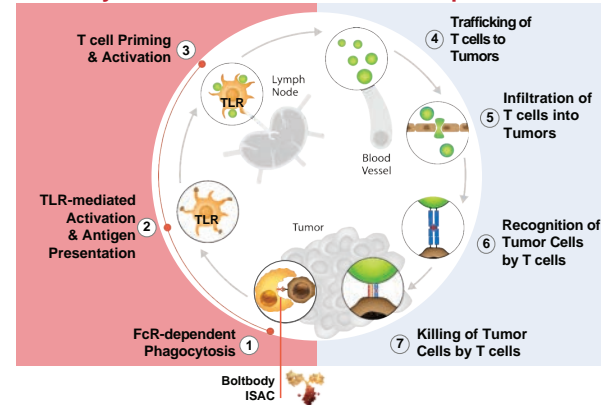 T cell Priming
& Activation
3
4
Trafficking of
T cells to
Tumors
TLR
Lymph
Node
Blood
Vessel
5
Infiltration of
T cells into
Tumors
TLR-mediated
Activation
& Antigen
Presentation
2
TLR
6
Recognition of
Tumor Cells
by T cells
Tumor
FcR-dependent
Phagocytosis
1
7
Killing of Tumor
Cells by T cells
Boltbody
ISAC